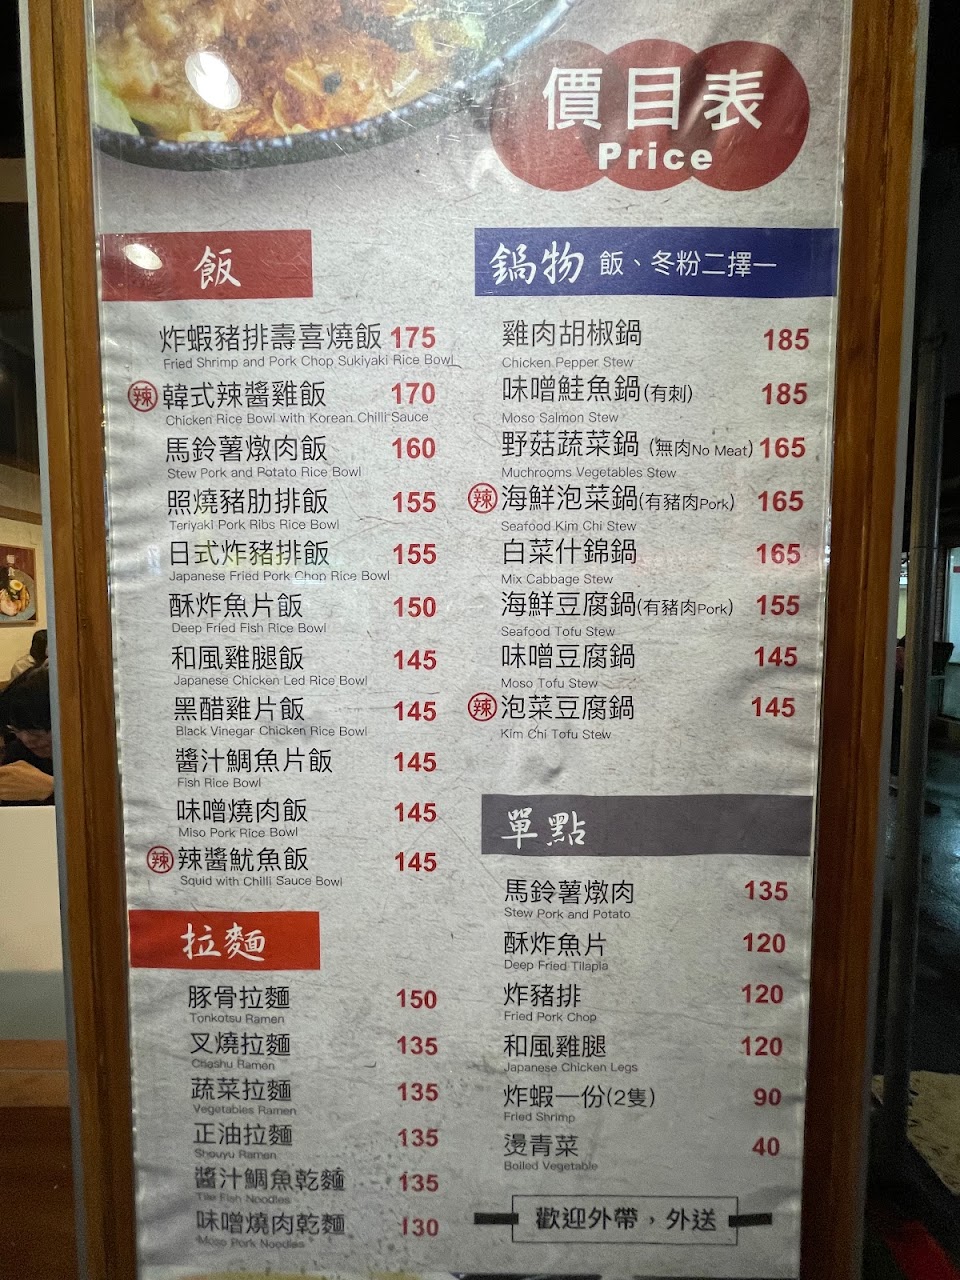 價目表
Price
飯
炸蝦豬排壽喜燒飯 175
Fried Shrimp and Pork Chop Sukiyaki Rice Bowl
辣 韓式辣醬雞飯 170
Chicken Rice Bowl with Korean Chilli Sauce
馬鈴薯燉肉飯 160
Stew Pork and Potato Rice Bowl
照燒豬肋排飯 155
Teriyaki Pork Ribs Rice Bowl
日式炸豬排飯 155
Japanese Fried Pork Chop Rice Bowl
酥炸魚片飯 150
Deep Fried Fish Rice Bowl
和風雞腿飯 145
Japanese Chicken Led Rice Bowl
黑醋雞片飯 145
Black Vinegar Chicken Rice Bowl
醬汁鯛魚片飯 145
Fish Rice Bowl
味噌燒肉飯 145
Miso Pork Rice Bowl
辣 辣醬魷魚飯 145
Squid with Chilli Sauce Bowl
拉麵
豚骨拉麵 150
Tonkotsu Ramen
叉燒拉麵 135
Chashu Ramen
蔬菜拉麵 135
Vegetables Ramen
正油拉麵 135
Shouyu Ramen
醬汁鯛魚乾麵 135
Tile Fish Noodles
味噌燒肉乾麵 130
Moso Pork Noodles
鍋物 飯、冬粉二擇一
雞肉胡椒鍋 185
Chicken Pepper Stew
味噌鮭魚鍋(有刺) 185
Moso Salmon Stew
野菇蔬菜鍋 (無肉No Meat) 165
Muchrooms Vegetables Stew
辣 海鮮泡菜鍋(有豬肉Pork) 165
Seafood Kim Chi Stew
白菜什錦鍋 165
Mix Cabbage Stew
海鮮豆腐鍋(有豬肉Pork) 155
Seafood Tofu Stew
味噌豆腐鍋 145
Moso Tofu Stew
辣 泡菜豆腐鍋 145
Kim Chi Tofu Stew
單點
馬鈴薯燉肉 135
Stew Pork and Potato
酥炸魚片 120
Deep Fried Tilapia
炸豬排 120
Fried Pork Chop
和風雞腿 120
Japanese Chicken Legs
炸蝦一份(2隻) 90
Fried Shrimp
燙青菜 40
Boiled Vegetable
歡迎外帶，外送